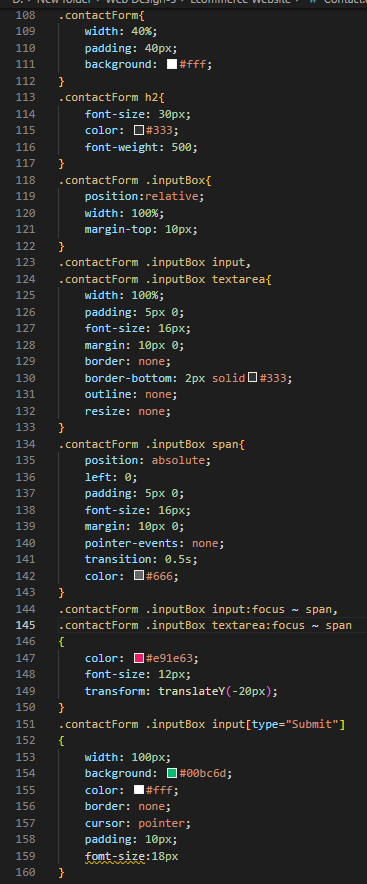 D: > New folder > Web Design-3 > Ecommerce Website > # Contact.c
108 .contactForm{
109 width: 40%;
110 padding: 40px;
111 background: #fff;
112 }
113 .contactForm h2{
114 font-size: 30px;
115 color: #333;
116 font-weight: 500;
117 }
118 .contactForm .inputBox{
119 position:relative;
120 width: 100%;
121 margin-top: 10px;
122 }
123 .contactForm .inputBox input,
124 .contactForm .inputBox textarea{
125 width: 100%;
126 padding: 5px 0;
127 font-size: 16px;
128 margin: 10px 0;
129 border: none;
130 border-bottom: 2px solid #333;
131 outline: none;
132 resize: none;
133 }
134 .contactForm .inputBox span{
135 position: absolute;
136 left: 0;
137 padding: 5px 0;
138 font-size: 16px;
139 margin: 10px 0;
140 pointer-events: none;
141 transition: 0.5s;
142 color: #666;
143 }
144 .contactForm .inputBox input:focus ~ span,
145 .contactForm .inputBox textarea:focus ~ span
146 {
147 color: #e91e63;
148 font-size: 12px;
149 transform: translateY(-20px);
150 }
151 .contactForm .inputBox input[type="Submit"]
152 {
153 width: 100px;
154 background: #00bc6d;
155 color: #fff;
156 border: none;
157 cursor: pointer;
158 padding: 10px;
159 fomt-size:18px
160 }